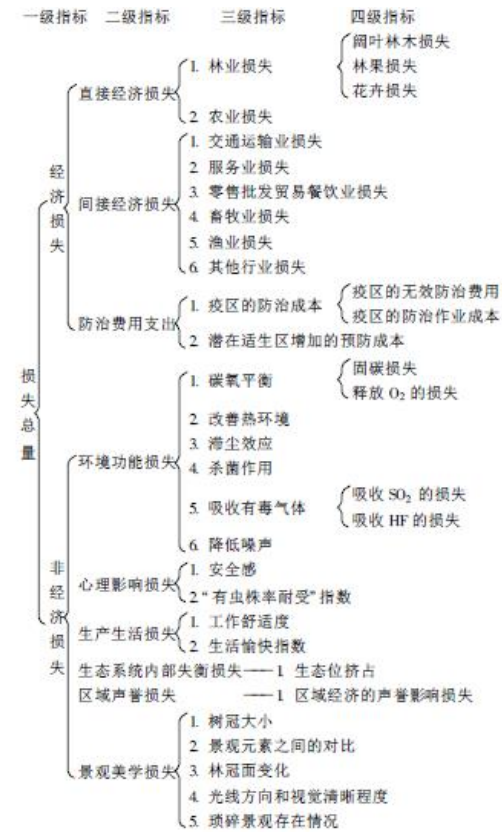 一级指标 二级指标 三级指标 四级指标
损失总量
经济损失
直接经济损失
1. 林业损失
阔叶林木损失
林果损失
花卉损失
2 农业损失
间接经济损失
1. 交通运输业损失
2 服务业损失
3. 零售批发贸易餐饮业损失
4. 畜牧业损失
5. 渔业损失
6. 其他行业损失
防治费用支出
1. 疫区的防治成本
疫区的无效防治费用
疫区的防治作业成本
2 潜在适生区增加的预防成本
非经济损失
环境功能损失
1. 碳氧平衡
固碳损失
释放 O₂ 的损失
2. 改善热环境
3. 滞尘效应
4. 杀菌作用
5. 吸收有毒气体
吸收 SO₂ 的损失
吸收 HF 的损失
6. 降低噪声
心理影响损失
1. 安全感
2 “有虫株率耐受”指数
生产生活损失
1. 工作舒适度
2 生活愉快指数
生态系统内部失衡损失 —— 1 生态位挤占
区域声誉损失 —— 1 区域经济的声誉影响损失
景观美学损失
1. 树冠大小
2 景观元素之间的对比
3. 林冠面变化
4. 光线方向和视觉清晰程度
5. 琐碎景观存在情况